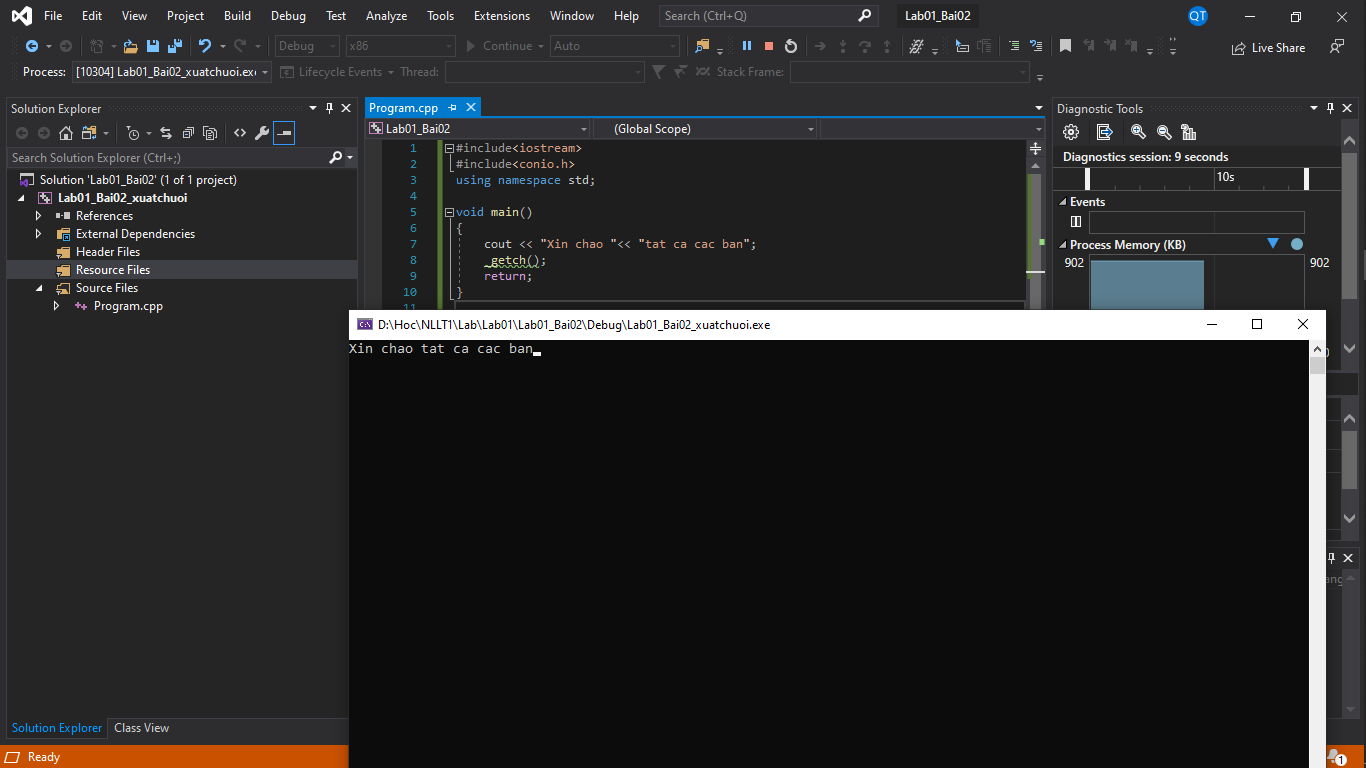 File Edit View Project Build Debug Test Analyze Tools Extensions Window Help Search (Ctrl+Q) Lab01_Bai02 QT
Debug x86 Continue Auto Live Share
Process: [10304] Lab01_Bai02_xuatchuoi.exe Lifecycle Events Thread: Stack Frame:
Solution Explorer
Search Solution Explorer (Ctrl+;)
Solution 'Lab01_Bai02' (1 of 1 project)
Lab01_Bai02_xuatchuoi
References
External Dependencies
Header Files
Resource Files
Source Files
Program.cpp
Solution Explorer Class View
Program.cpp
Lab01_Bai02 (Global Scope)
1 #include<iostream>
2 #include<conio.h>
3 using namespace std;
4
5 void main()
6 {
7 cout << "Xin chao "<< "tat ca cac ban";
8 _getch();
9 return;
10 }
11
Diagnostic Tools
Diagnostics session: 9 seconds
10s
Events
Process Memory (KB)
902 902
D:\Hoc\NLLT1\Lab\Lab01\Lab01_Bai02\Debug\Lab01_Bai02_xuatchuoi.exe
Xin chao tat ca cac ban
Ready
1